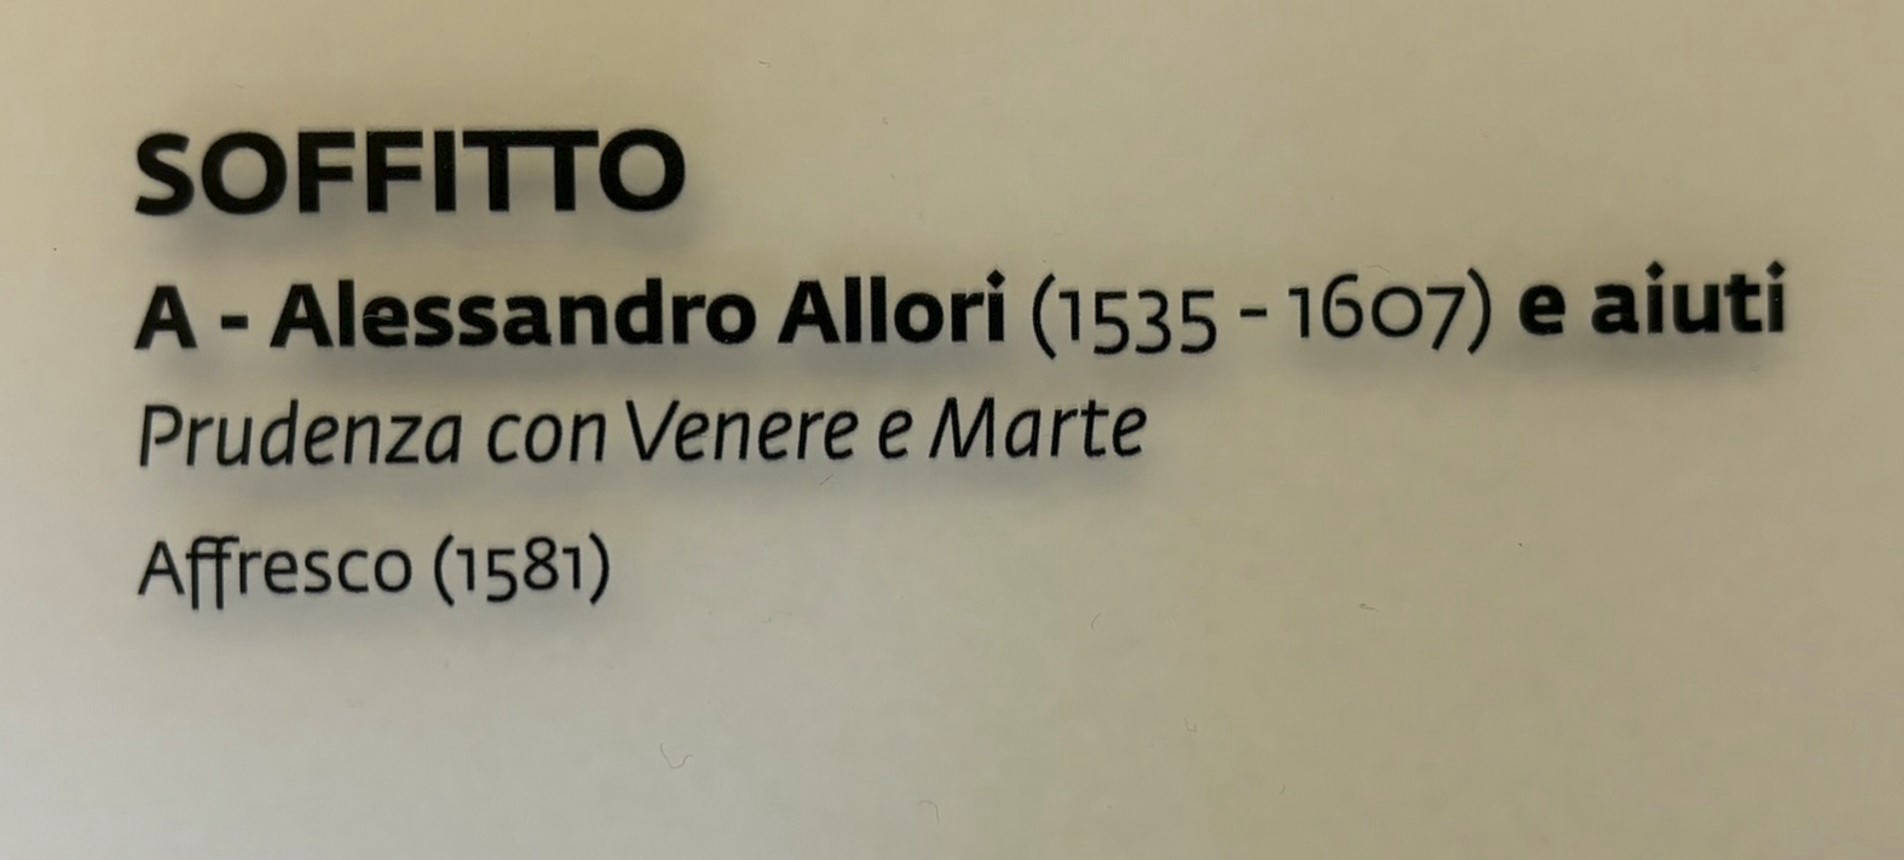 SOFFITTO
A - Alessandro Allori (1535 - 1607) e aiuti
Prudenza con Venere e Marte
Affresco (1581)